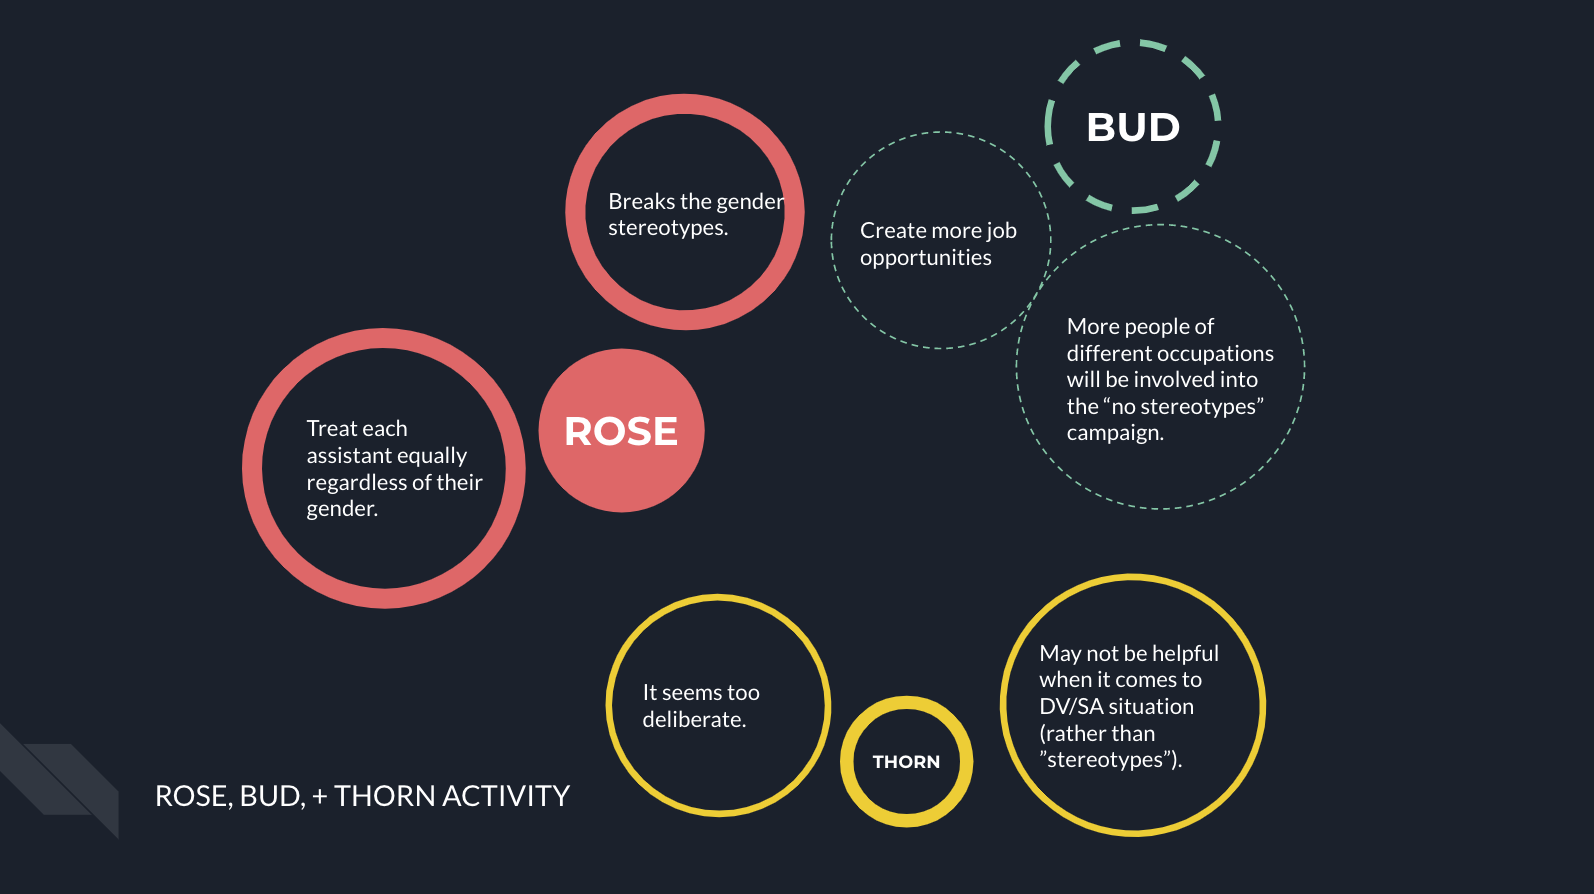 BUD
Breaks the gender
stereotypes.
Create more job
opportunities
More people of
different occupations
will be involved into
the “no stereotypes”
campaign.
Treat each
assistant equally
regardless of their
gender.
ROSE
It seems too
deliberate.
THORN
May not be helpful
when it comes to
DV/SA situation
(rather than
”stereotypes”).
ROSE, BUD, + THORN ACTIVITY